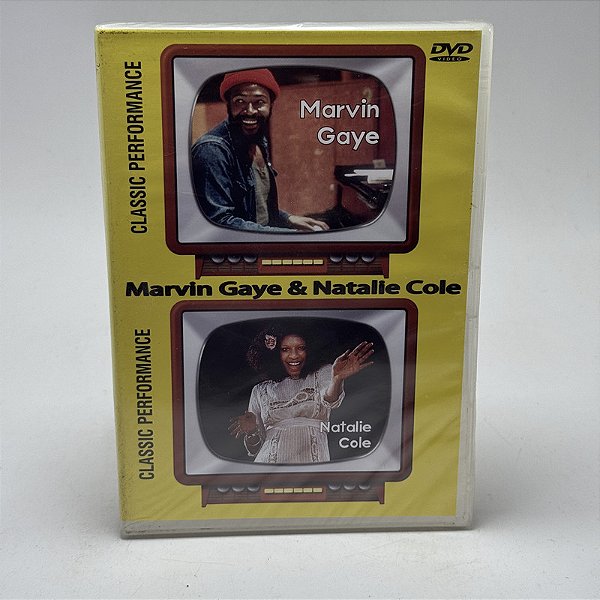 DVD
VIDEO
CLASSIC PERFORMANCE
Marvin
Gaye
Marvin Gaye & Natalie Cole
CLASSIC PERFORMANCE
Natalie
Cole